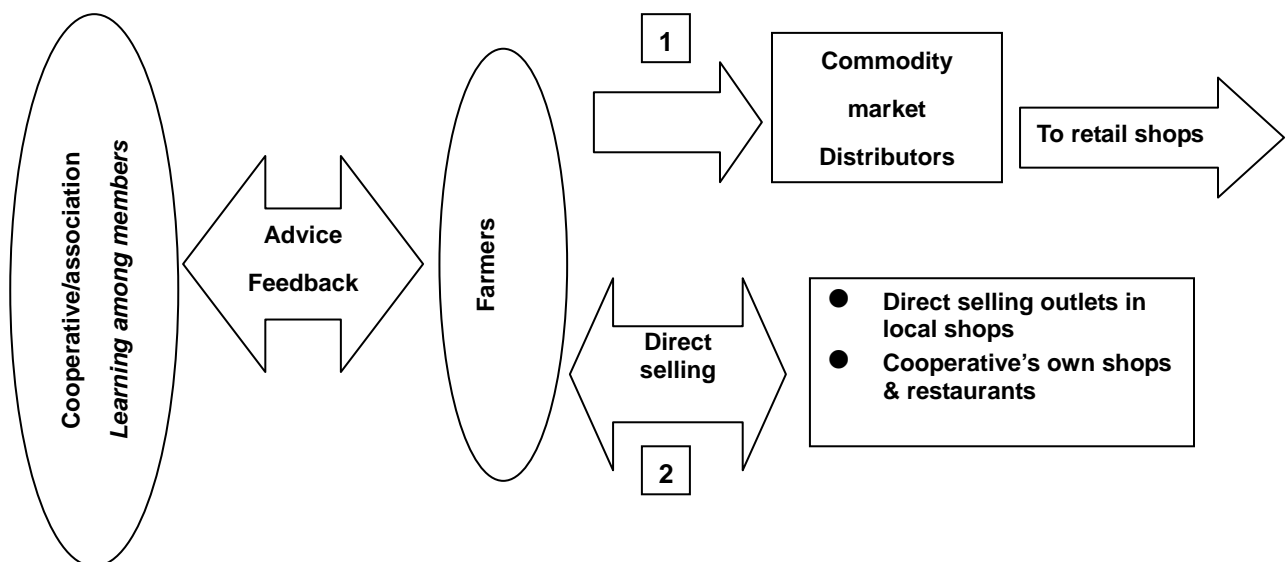 Cooperative/association
Learning among members
Advice
Feedback
Farmers
1
Commodity
market
Distributors
To retail shops
Direct
selling
2
● Direct selling outlets in
local shops
● Cooperative’s own shops
& restaurants